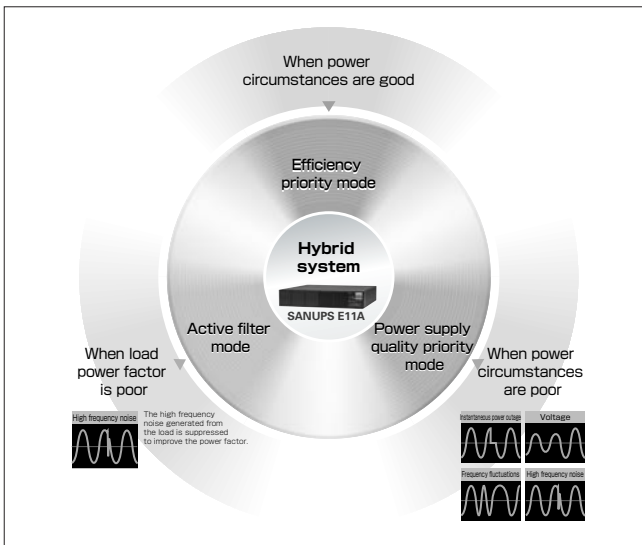 When power
circumstances are good
Efficiency
priority mode
Hybrid
system
SANUPS E11A
Active filter
mode
Power supply
quality priority
mode
When load
power factor
is poor
High frequency noise
The high frequency
noise generated from
the load is suppressed
to improve the power factor.
When power
circumstances
are poor
Instantaneous power outage
Voltage
Frequency fluctuations
High frequency noise